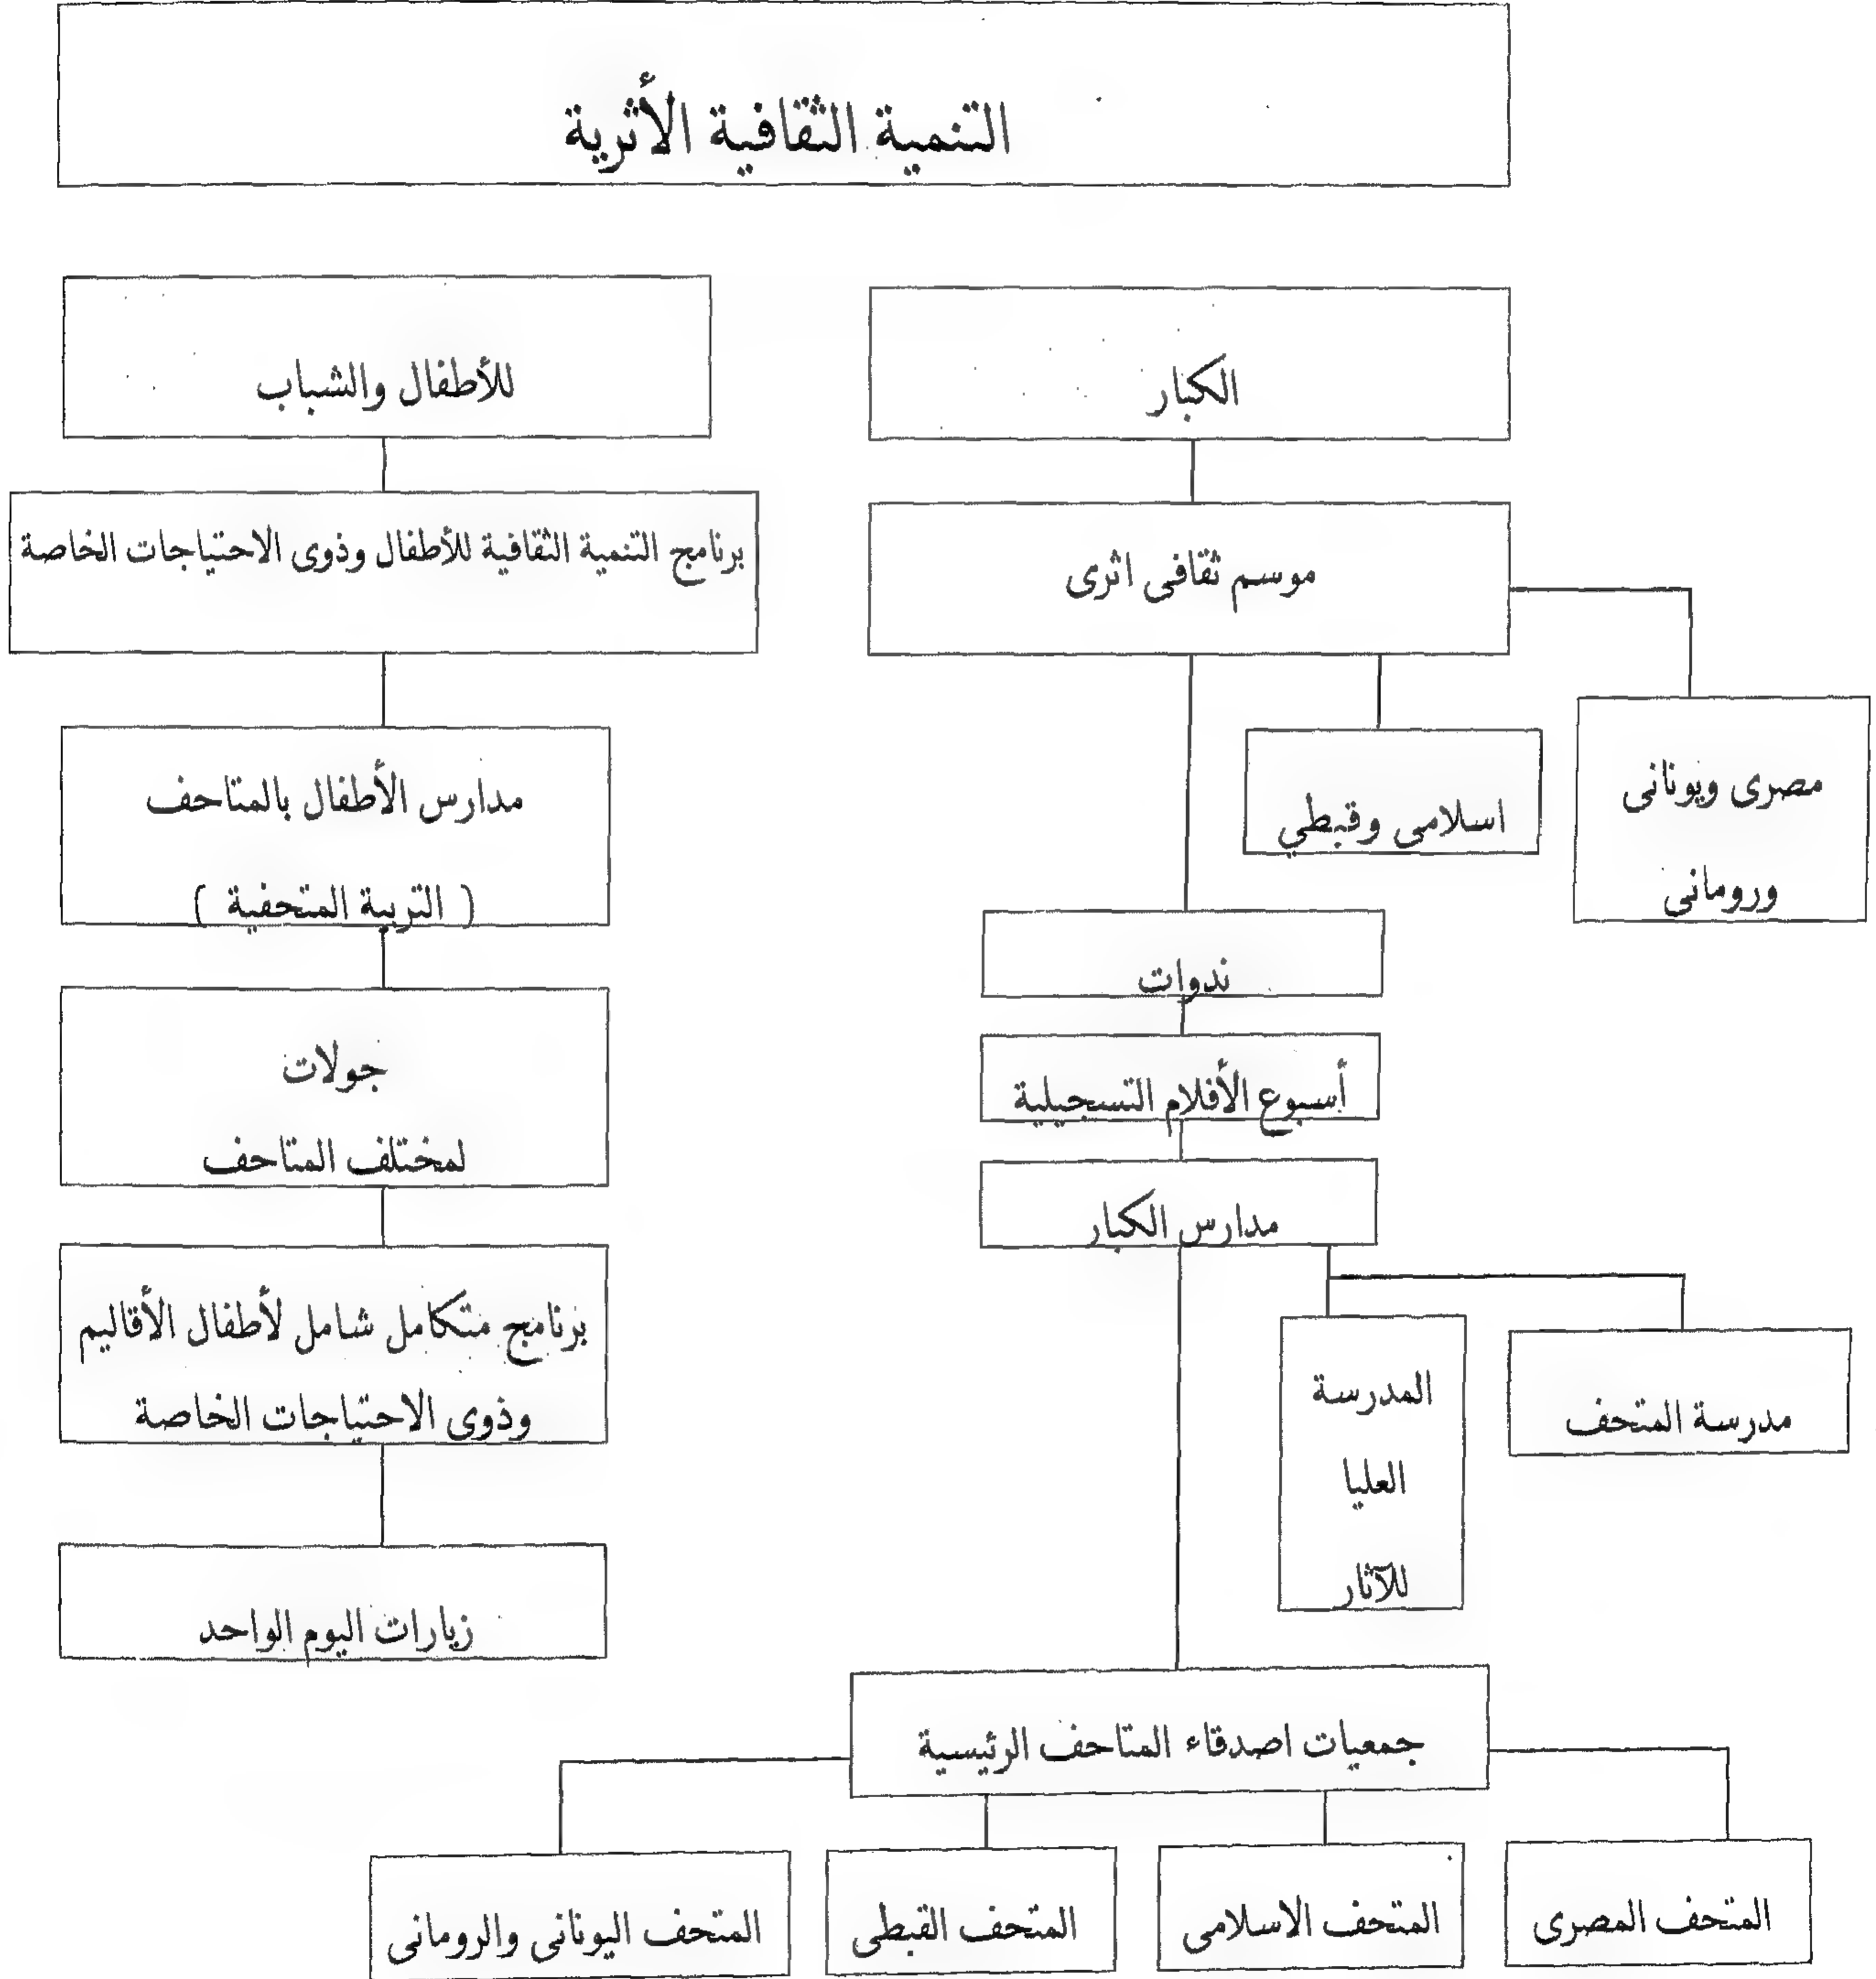 التنمية الثقافية الأثرية
الكبار
موسم ثقافى اثرى
مصرى ويونانى
ورومانى
اسلامى وقبطي
ندوات
أسبوع الأفلام التسجيلية
مدارس الكبار
مدرسة المتحف
المدرسة
العليا
للآثار
جمعيات اصدقاء المتاحف الرئيسية
المتحف المصرى
المتحف الاسلامى
المتحف القبطى
المتحف اليونانى والرومانى
للأطفال والشباب
برنامج التنمية الثقافية للأطفال وذوى الاحتياجات الخاصة
مدارس الأطفال بالمتاحف
( التربية المتحفية )
جولات
لمختلف المتاحف
برنامج متكامل شامل لأطفال الأقاليم
وذوى الاحتياجات الخاصة
زيارات اليوم الواحد